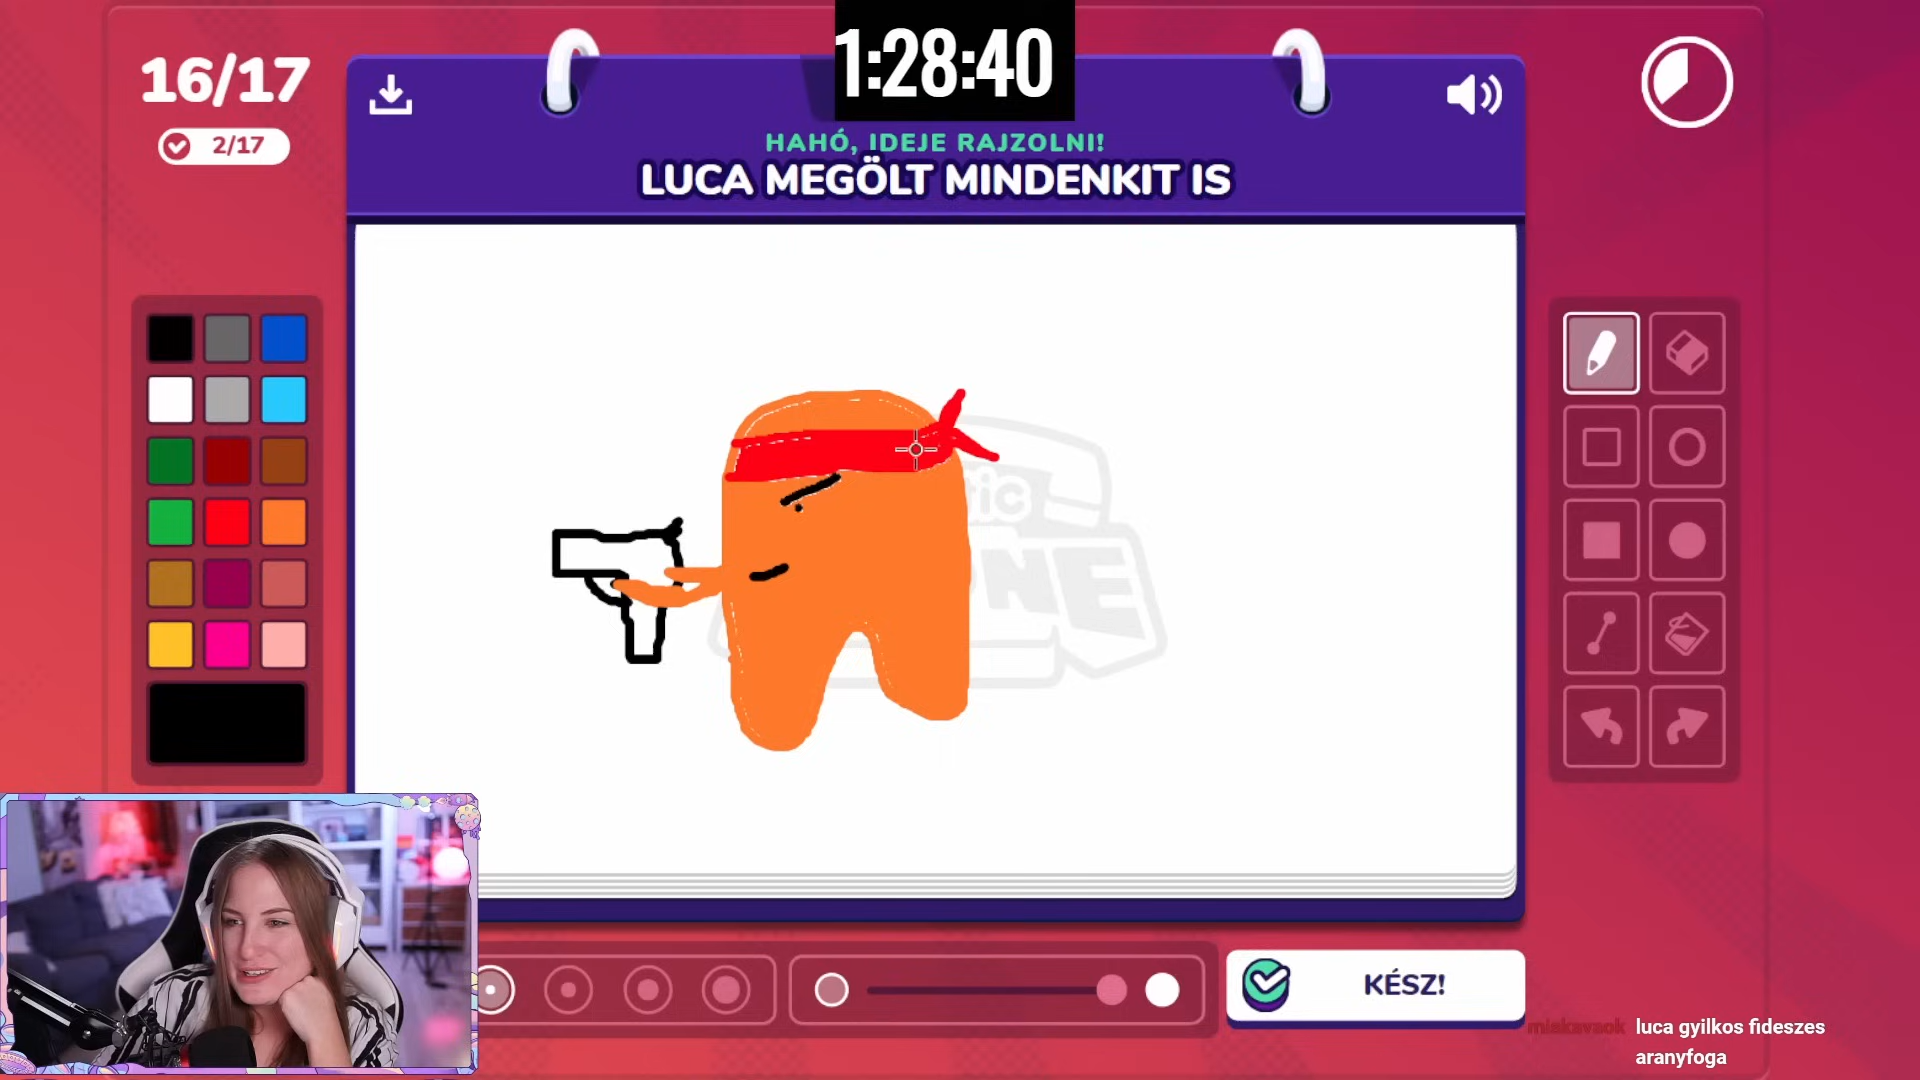 16/17
2/17
1:28:40
HAHÓ, IDEJE RAJZOLNI!
LUCA MEGÖLT MINDENKIT IS
KÉSZ!
miskavaok luca gyilkos fideszes
aranyfoga